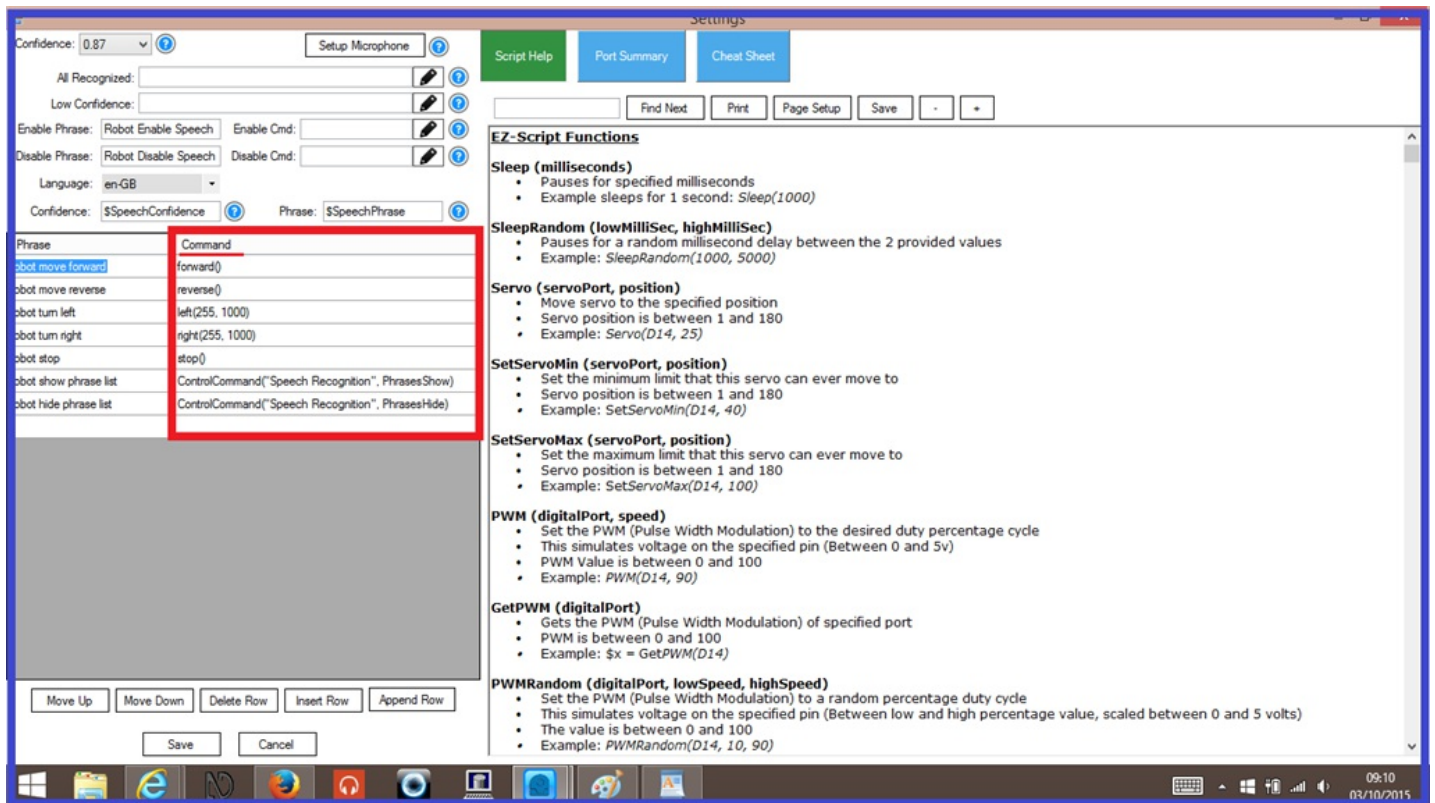 Settings
Confidence: 0.87
Setup Microphone
All Recognized:
Low Confidence:
Enable Phrase: Robot Enable Speech Enable Cmd:
Disable Phrase: Robot Disable Speech Disable Cmd:
Language: en-GB
Confidence: $SpeechConfidence Phrase: $SpeechPhrase
Phrase Command
obot move forward forward()
obot move reverse reverse()
obot turn left left(255, 1000)
obot turn right right(255, 1000)
obot stop stop()
obot show phrase list ControlCommand("Speech Recognition", PhrasesShow)
obot hide phrase list ControlCommand("Speech Recognition", PhrasesHide)
Move Up Move Down Delete Row Insert Row Append Row
Save Cancel
Script Help Port Summary Cheat Sheet
Find Next Print Page Setup Save - +
EZ-Script Functions
Sleep (milliseconds)
• Pauses for specified milliseconds
• Example sleeps for 1 second: Sleep(1000)
SleepRandom (lowMilliSec, highMilliSec)
• Pauses for a random millisecond delay between the 2 provided values
• Example: SleepRandom(1000, 5000)
Servo (servoPort, position)
• Move servo to the specified position
• Servo position is between 1 and 180
• Example: Servo(D14, 25)
SetServoMin (servoPort, position)
• Set the minimum limit that this servo can ever move to
• Servo position is between 1 and 180
• Example: SetServoMin(D14, 40)
SetServoMax (servoPort, position)
• Set the maximum limit that this servo can ever move to
• Servo position is between 1 and 180
• Example: SetServoMax(D14, 100)
PWM (digitalPort, speed)
• Set the PWM (Pulse Width Modulation) to the desired duty percentage cycle
• This simulates voltage on the specified pin (Between 0 and 5v)
• PWM Value is between 0 and 100
• Example: PWM(D14, 90)
GetPWM (digitalPort)
• Gets the PWM (Pulse Width Modulation) of specified port
• PWM is between 0 and 100
• Example: $x = GetPWM(D14)
PWMRandom (digitalPort, lowSpeed, highSpeed)
• Set the PWM (Pulse Width Modulation) to a random percentage duty cycle
• This simulates voltage on the specified pin (Between low and high percentage value, scaled between 0 and 5 volts)
• The value is between 0 and 100
• Example: PWMRandom(D14, 10, 90)
09:10
03/10/2015